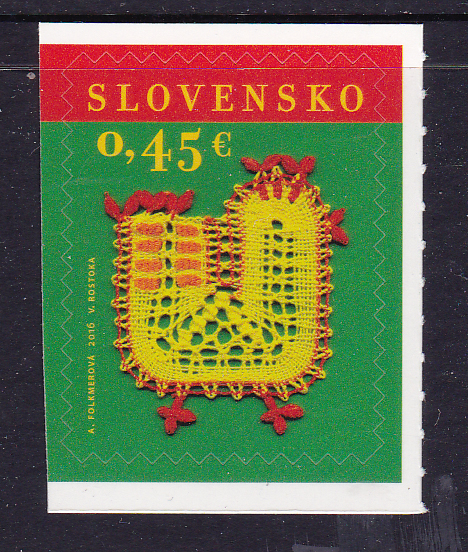 SLOVENSKO
0,45€
A. FOLKMEROVÁ 2016 V. ROSTOKA